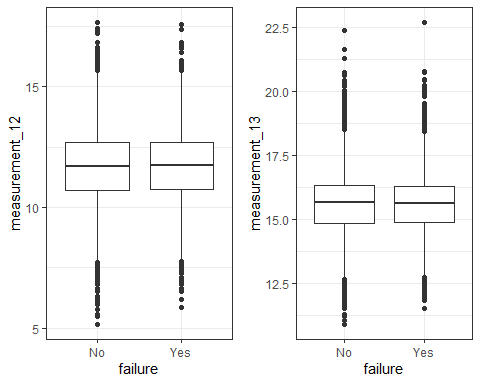 measurement_12
15
10
5
No Yes
failure
measurement_13
22.5
20.0
17.5
15.0
12.5
No Yes
failure